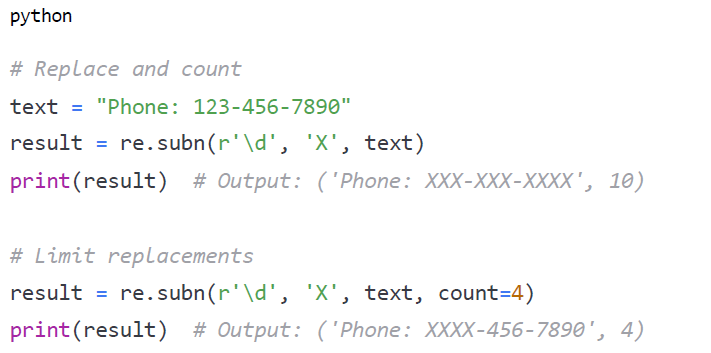 python
# Replace and count
text = "Phone: 123-456-7890"
result = re.subn(r'\d', 'X', text)
print(result)  # Output: ('Phone: XXX-XXX-XXXX', 10)
# Limit replacements
result = re.subn(r'\d', 'X', text, count=4)
print(result)  # Output: ('Phone: XXXX-456-7890', 4)